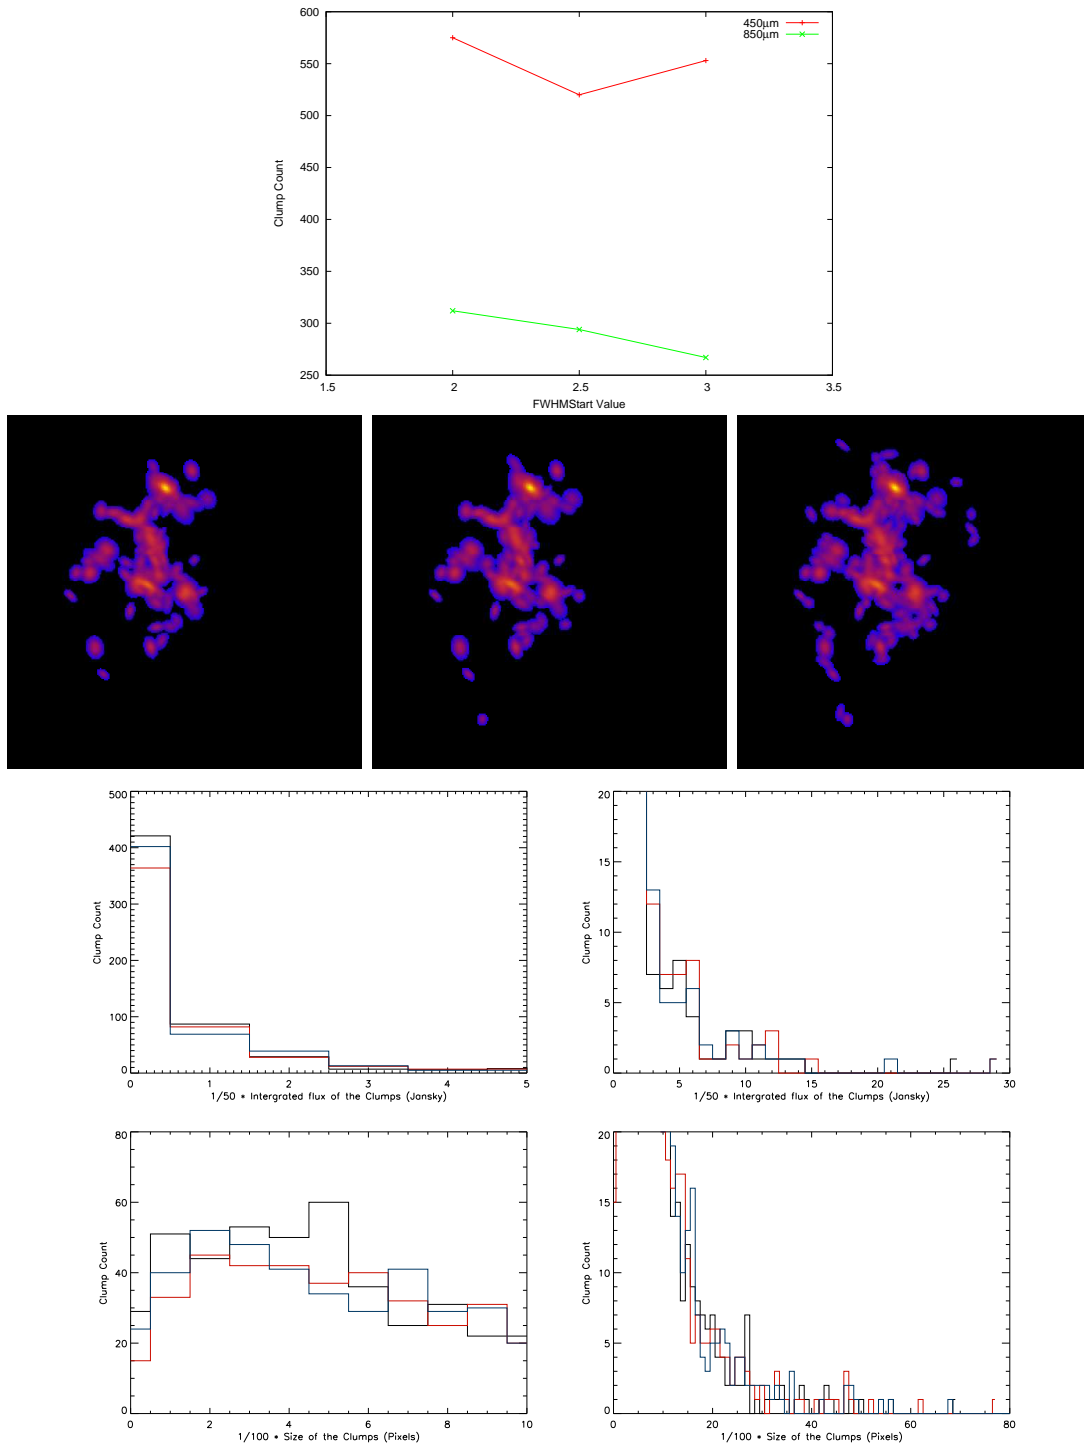 600
550
500
450
400
350
300
250
Clump Count
450μm
850μm
1.5 2 2.5 3 3.5
FWHMStart Value
500
400
300
200
100
0
Clump Count
0 1 2 3 4 5
1/50 * Intergrated flux of the Clumps (Jansky)
20
15
10
5
0
Clump Count
0 5 10 15 20 25 30
1/50 * Intergrated flux of the Clumps (Jansky)
80
60
40
20
0
Clump Count
0 2 4 6 8 10
1/100 * Size of the Clumps (Pixels)
20
15
10
5
0
Clump Count
0 20 40 60 80
1/100 * Size of the Clumps (Pixels)